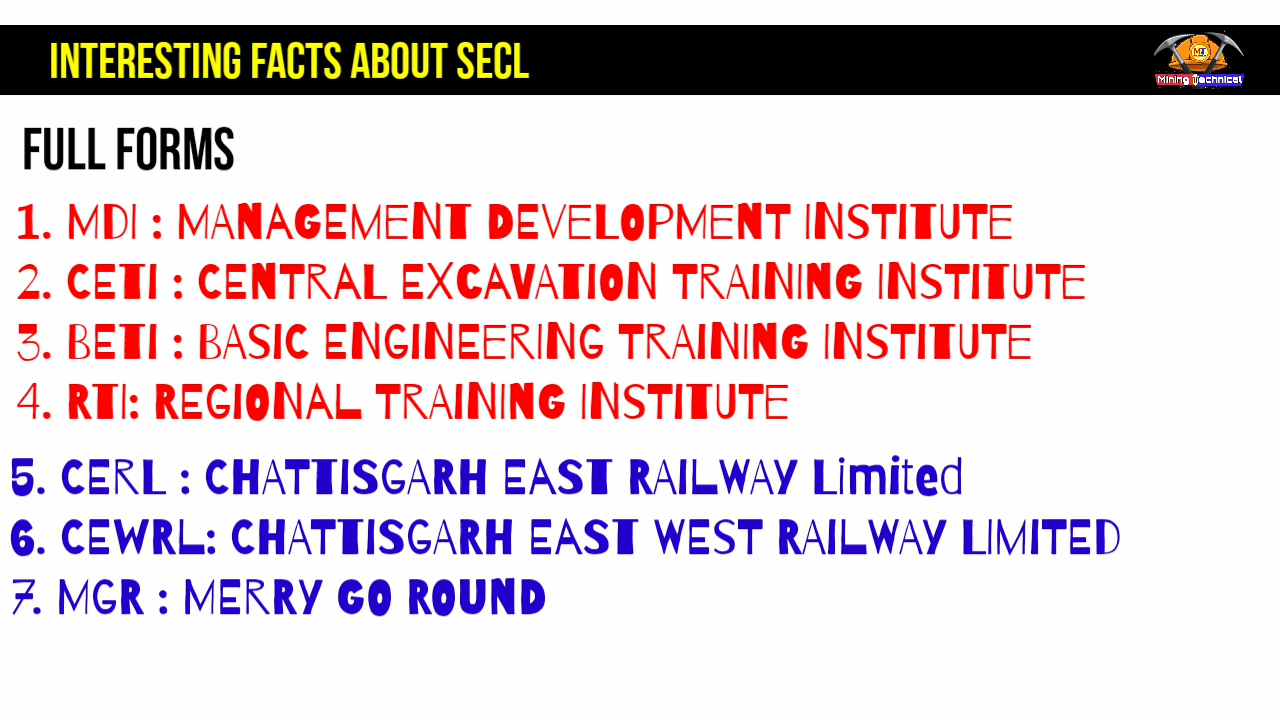 INTERESTING FACTS ABOUT SECL
Mining Technical
FULL FORMS
1. MDI : MANAGEMENT DEVELOPMENT INSTITUTE
2. CETI : CENTRAL EXCAVATION TRAINING INSTITUTE
3. BETI : BASIC ENGINEERING TRAINING INSTITUTE
4. RTI: REGIONAL TRAINING INSTITUTE
5. CERL : CHATTISGARH EAST RAILWAY Limited
6. CEWRL: CHATTISGARH EAST WEST RAILWAY LIMITED
7. MGR : MERRY GO ROUND